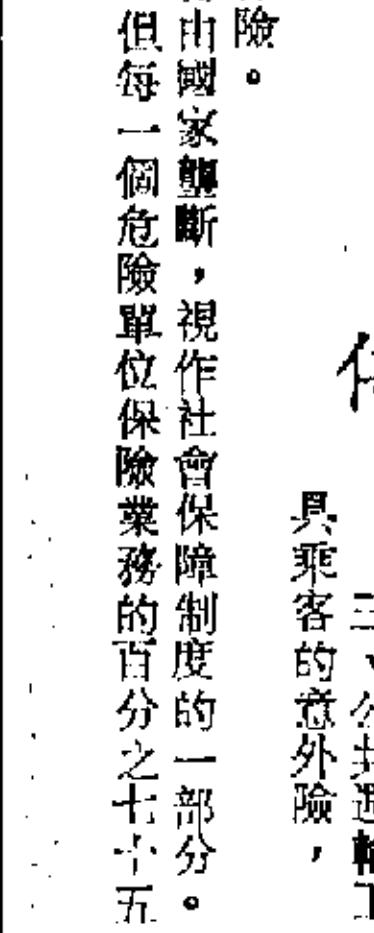 三、公共運輸工
具乘客的意外險，
險。
由國家壟斷，視作社會保障制度的一部分。
但每一個危險單位保險業務的百分之七十五